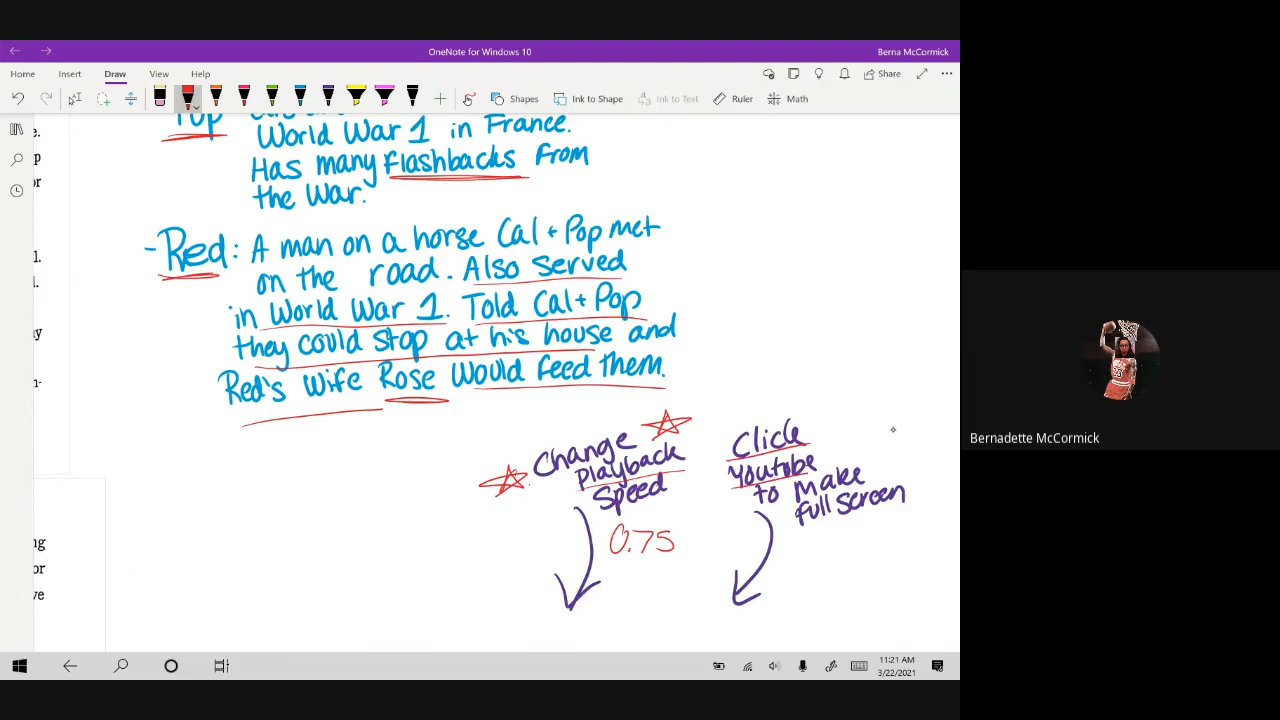 OneNote for Windows 10
Berna McCormick
Home Insert Draw View Help
Share
Shapes Ink to Shape Ink to Text Ruler Math
e.
p
or
l.
d.
y
n-
ng
or
ve
Pop
World War 1 in France.
Has many flashbacks from
the War.
- Red: A man on a horse Cal + Pop met
on the road. Also served
in World War 1. Told Cal + Pop
they could stop at his house and
Red's Wife Rose Would feed them.
Change
Playback
Speed
0.75
Click
Youtube
to Make
full screen
Bernadette McCormick
11:21 AM
3/22/2021